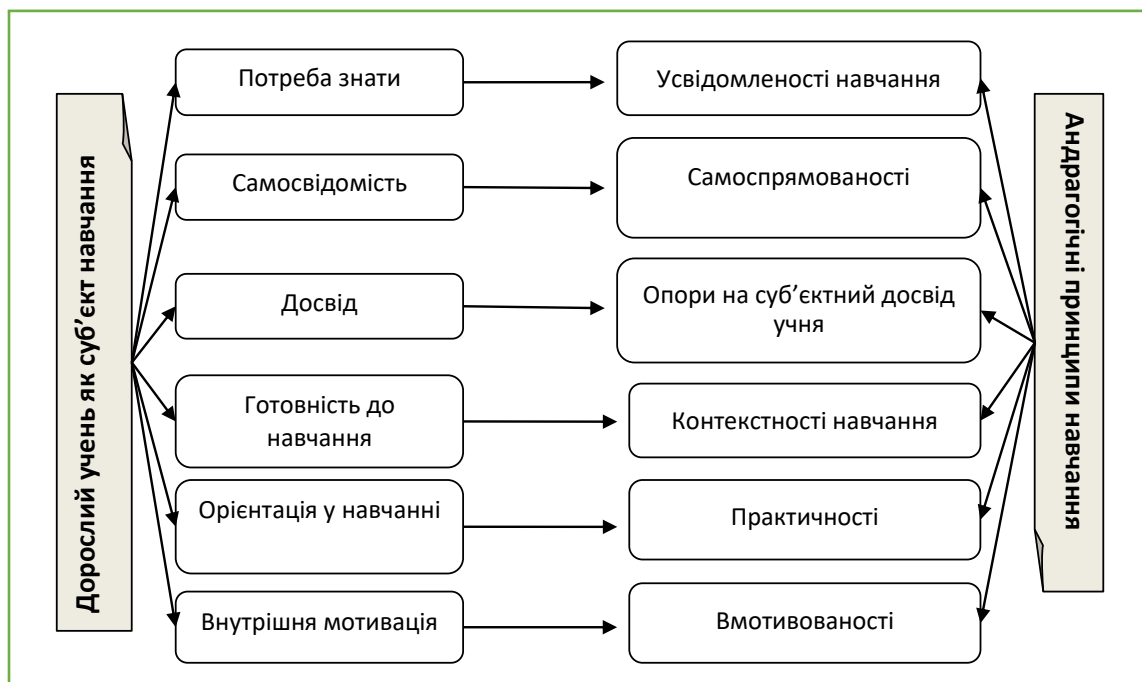 Дорослий учень як суб’єкт навчання
Потреба знати
Усвідомленості навчання
Самосвідомість
Самоспрямованості
Досвід
Опори на суб’єктний досвід
учня
Готовність до
навчання
Контекстності навчання
Орієнтація у навчанні
Практичності
Внутрішня мотивація
Вмотивованості
Андрагогічні принципи навчання